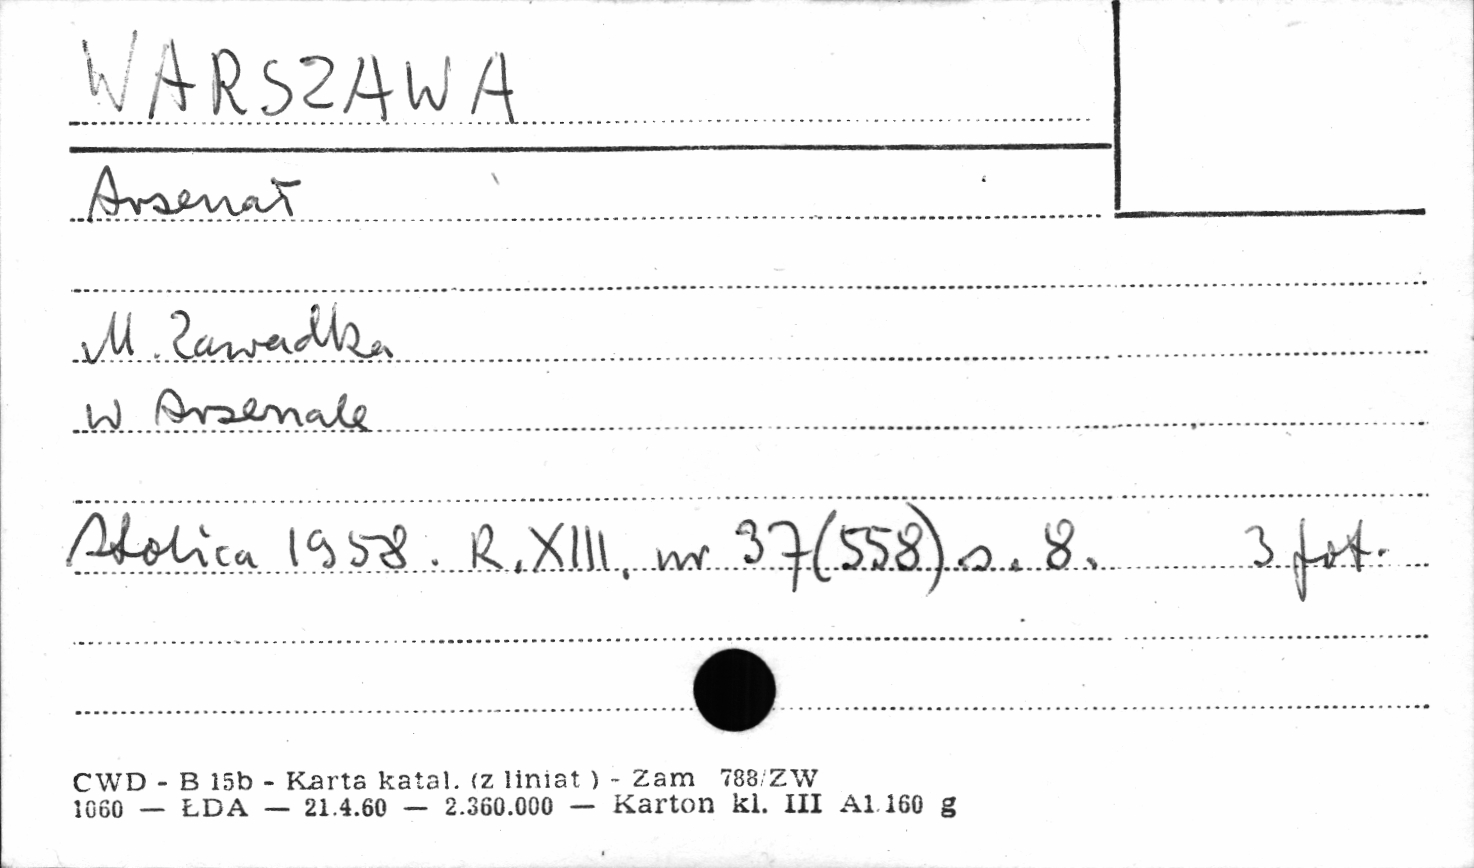 WARSZAWA
Arsenał
M. Zawadka
w Arsenale
Stolica 1958. R. XIII, nr 37(558) s. 8. 3 fot.
CWD - B 15b - Karta katal. (z liniat ) - Zam 788/ZW
1060 — ŁDA — 21.4.60 — 2.360.000 — Karton kl. III A1.160 g